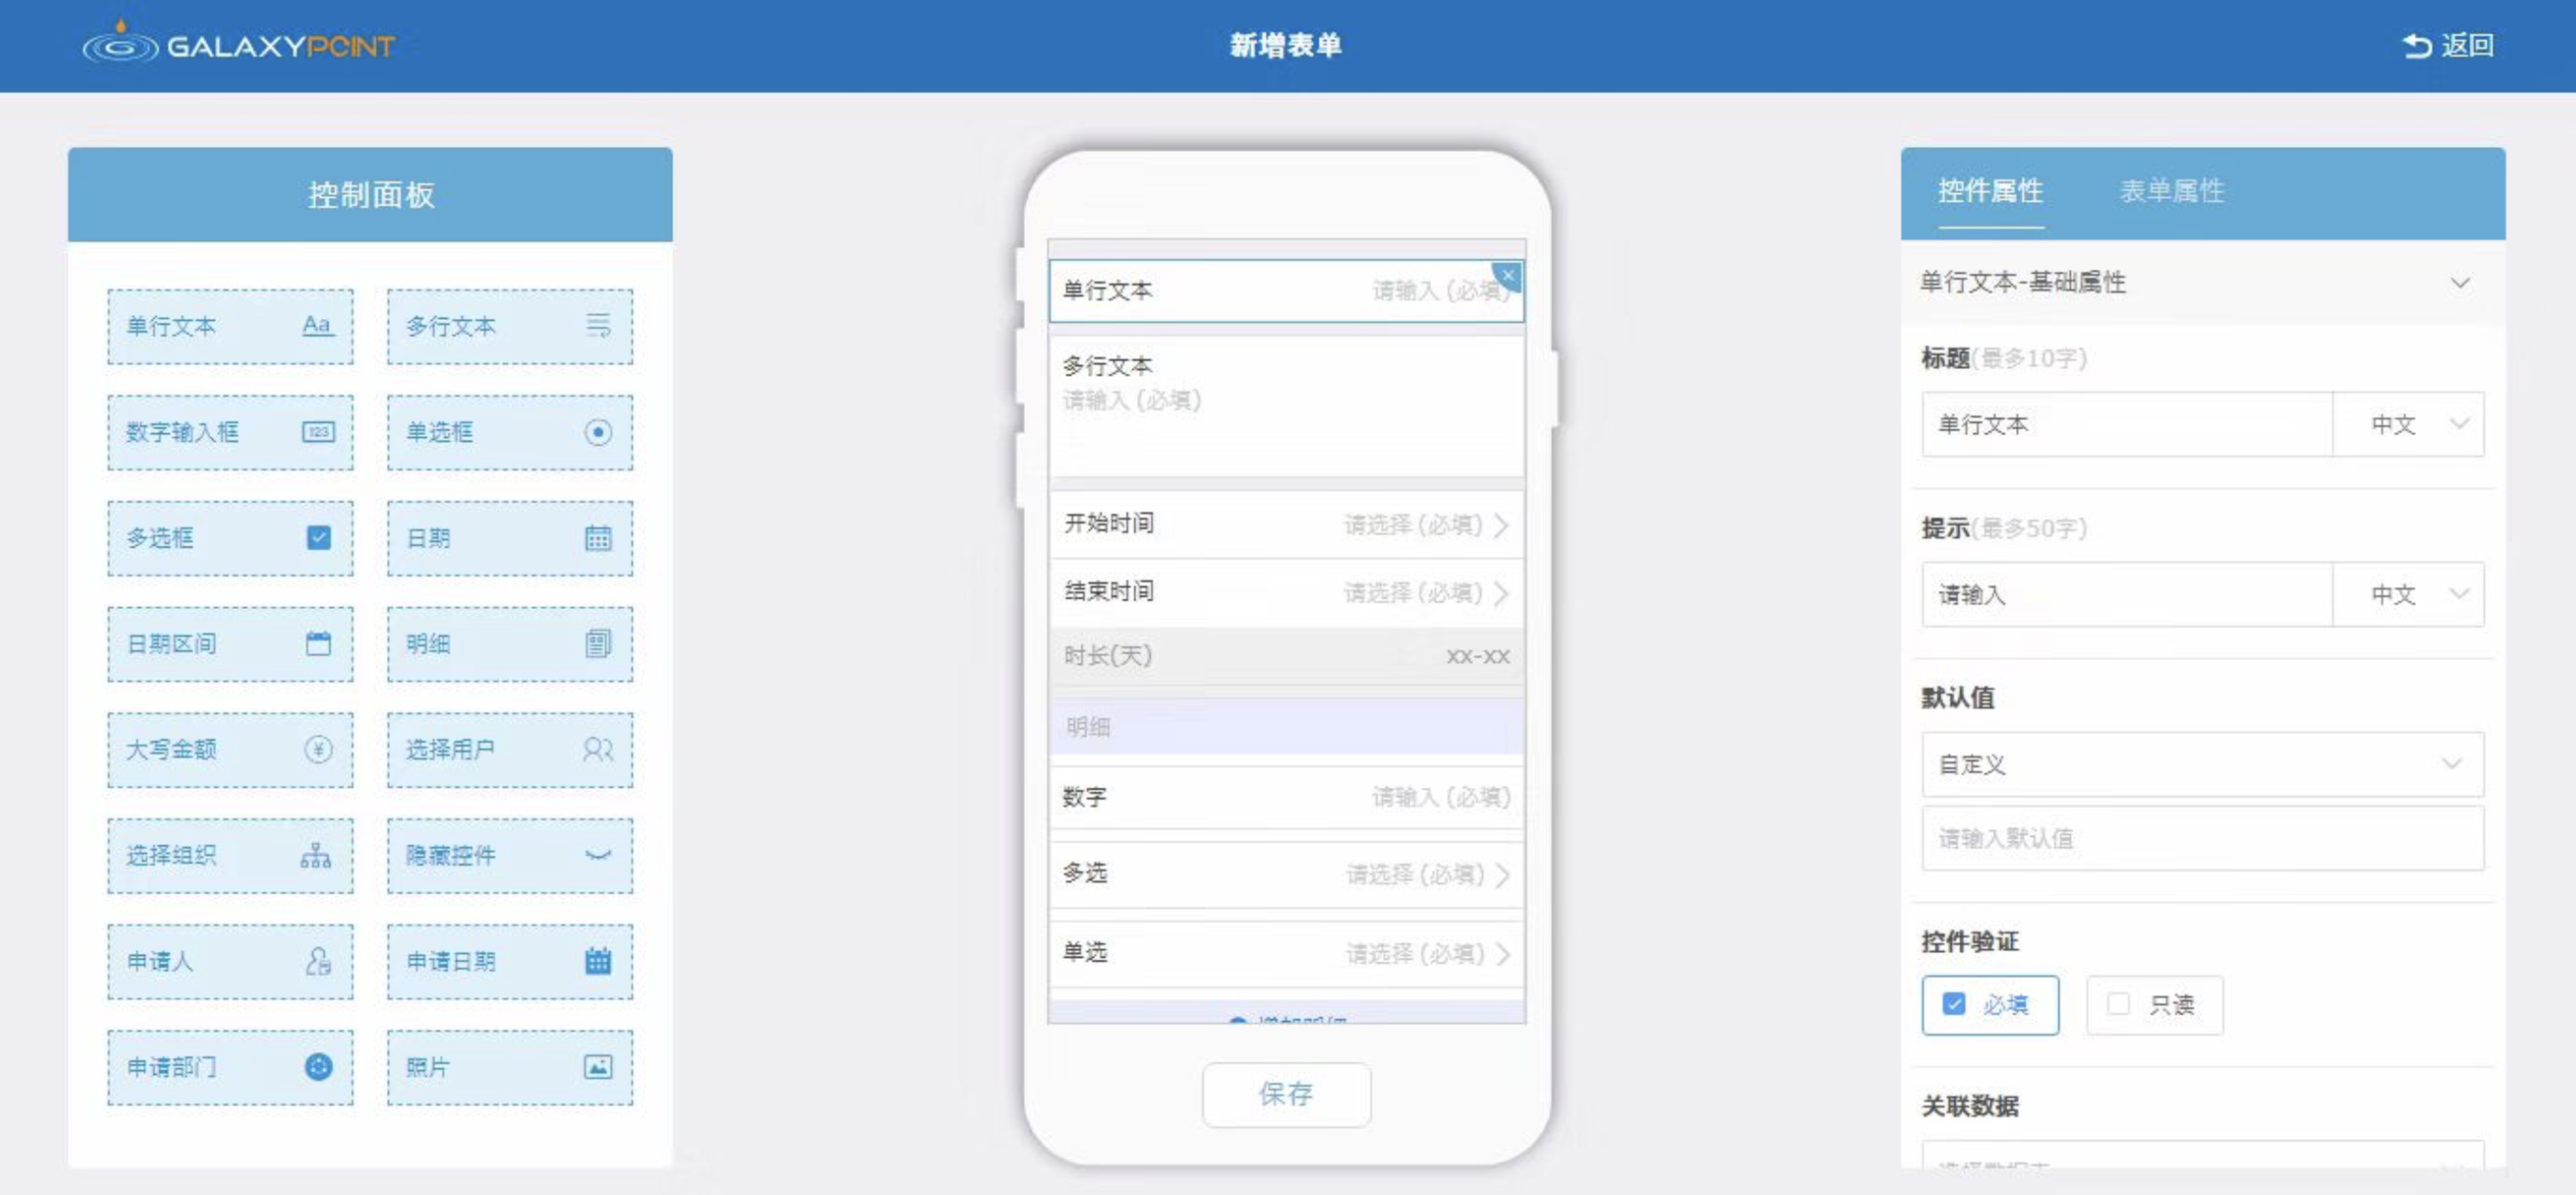 GALAXYPOINT
新增表单
返回
控制面板
单行文本 Aa
多行文本
数字输入框 123
单选框
多选框
日期
日期区间
明细
大写金额 ¥
选择用户
选择组织
隐藏控件
申请人
申请日期
申请部门
照片
单行文本 请输入 (必填)
多行文本
请输入 (必填)
开始时间 请选择 (必填)
结束时间 请选择 (必填)
时长(天) xx-xx
明细
数字 请输入 (必填)
多选 请选择 (必填)
单选 请选择 (必填)
保存
控件属性 表单属性
单行文本-基础属性
标题(最多10字)
单行文本 中文
提示(最多50字)
请输入 中文
默认值
自定义
请输入默认值
控件验证
必填 只读
关联数据